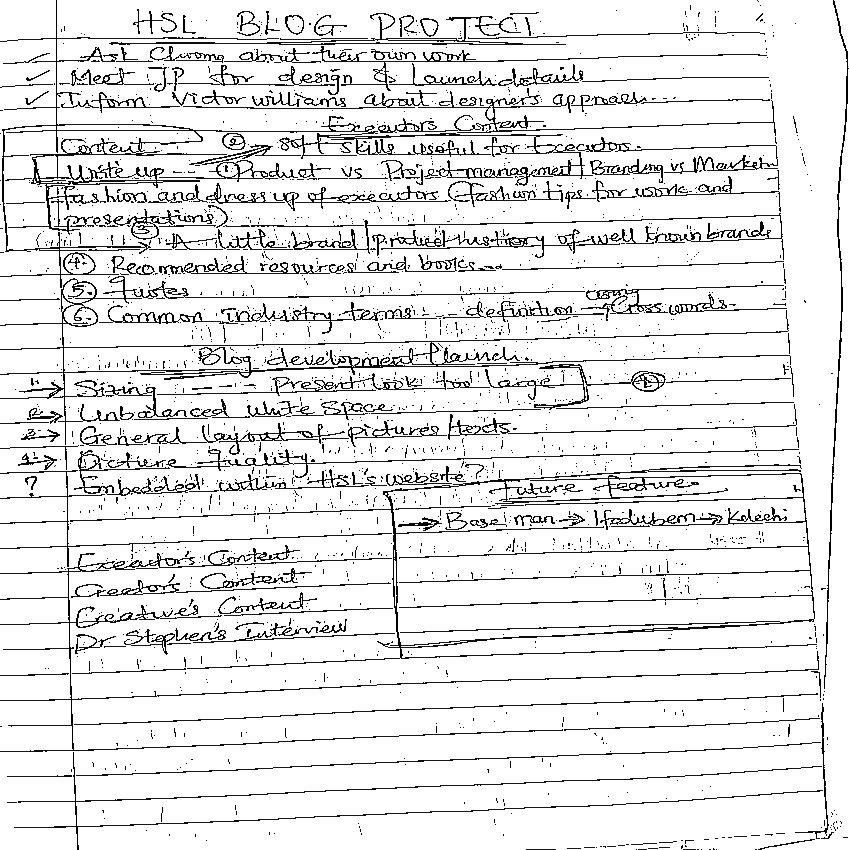 HSL BLOG PROJECT
✓ Ask Chioma about their own work
✓ Meet JP for design & Launch details
✓ Inform Victor williams about designer's approach...
Executors Content.
Content ② → soft skills useful for Executors.
Write up --- ① Product vs Project management | Branding vs Marketn
fashion and dress up of executors (fashion tips for work and
presentations)
③ A little brand | product history of well known brands
④. Recommended resources and books...
⑤. Quotes
⑥. Common Industry terms --- definition → Cross words.
Blog development Launch.
1 → Sizing ---- Present look too large ①
2 → Unbalanced white Space
3 → General layout of pictures/texts.
4 → Picture Quality.
? Embedded within HSL's website?
Future feature
→ Base man → Ifedubem → Kelechi
Executor's Content
Creator's Content
Creative's Content
Dr Stephen's Interview